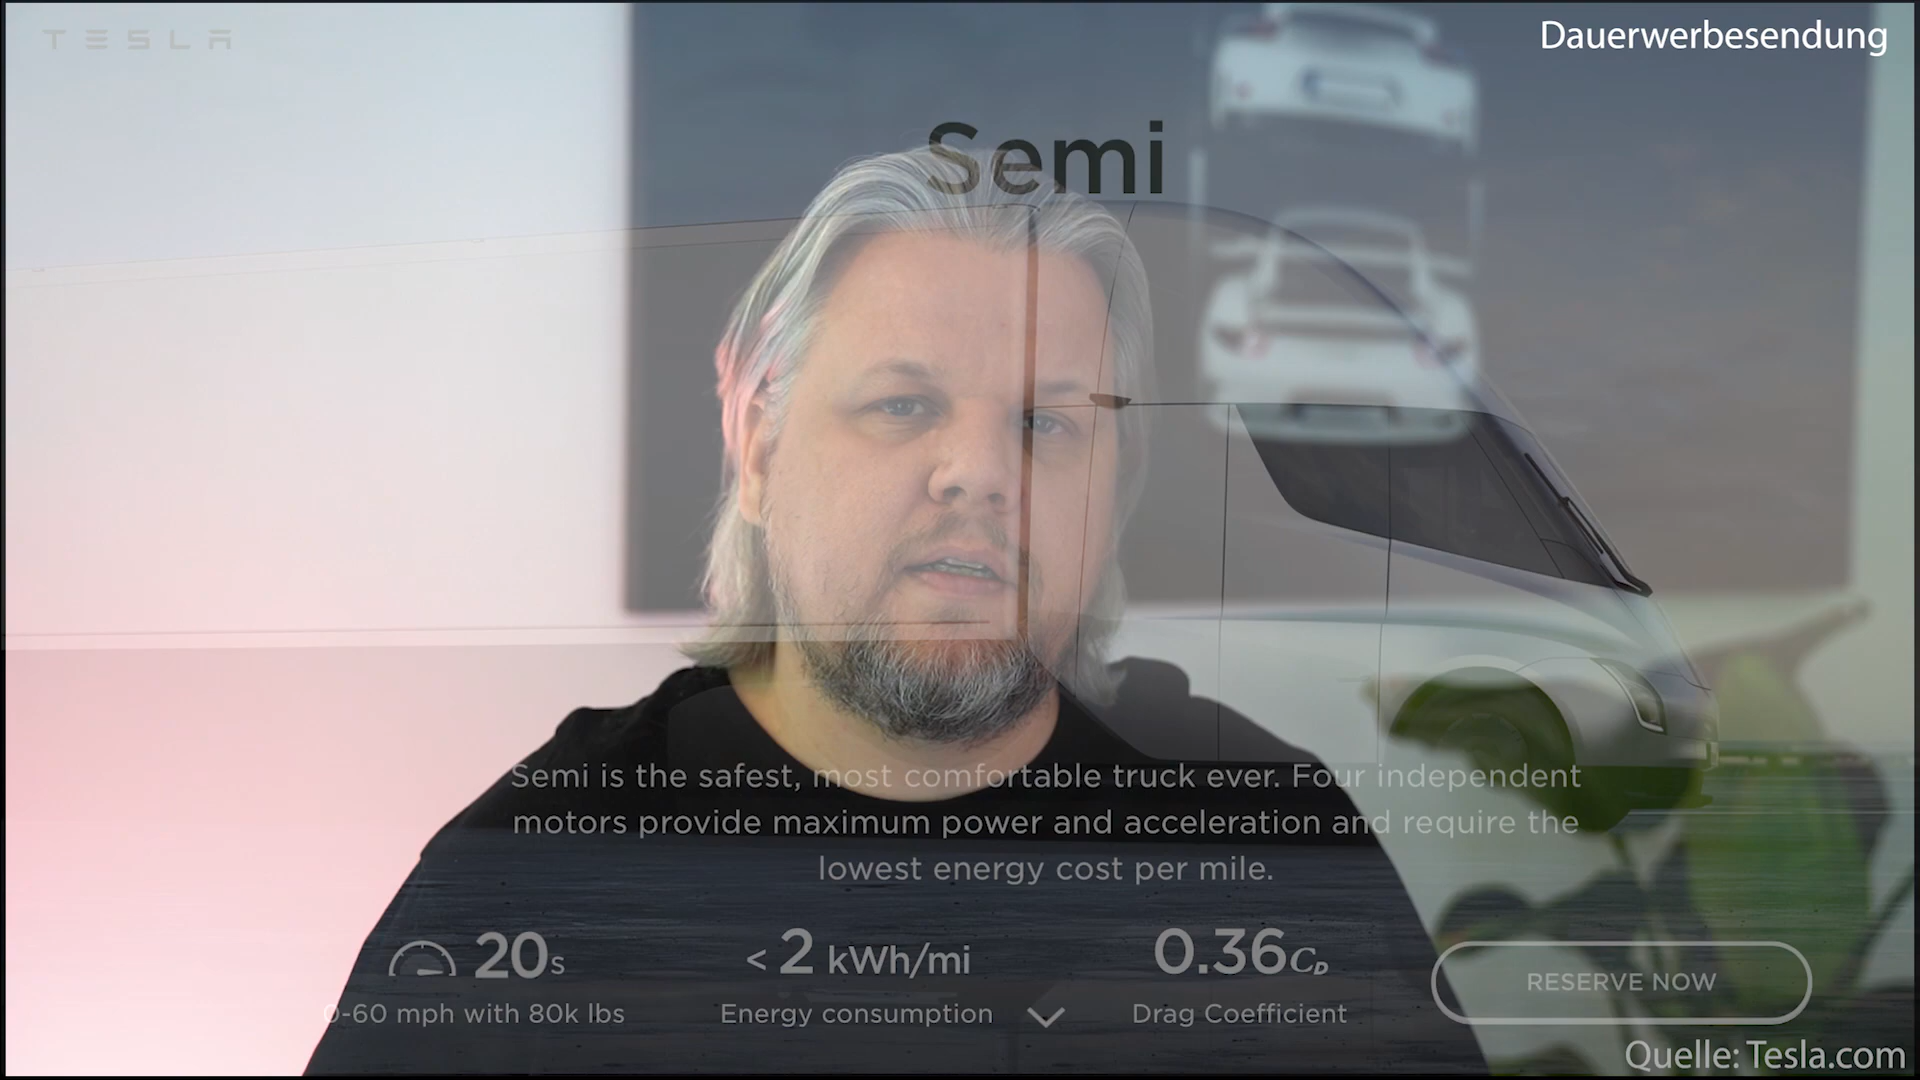 TESLA
Dauerwerbesendung
Semi
Semi is the safest, most comfortable truck ever. Four independent
motors provide maximum power and acceleration and require the
lowest energy cost per mile.
20s
0-60 mph with 80k lbs
< 2 kWh/mi
Energy consumption
0.36CD
Drag Coefficient
RESERVE NOW
Quelle: Tesla.com